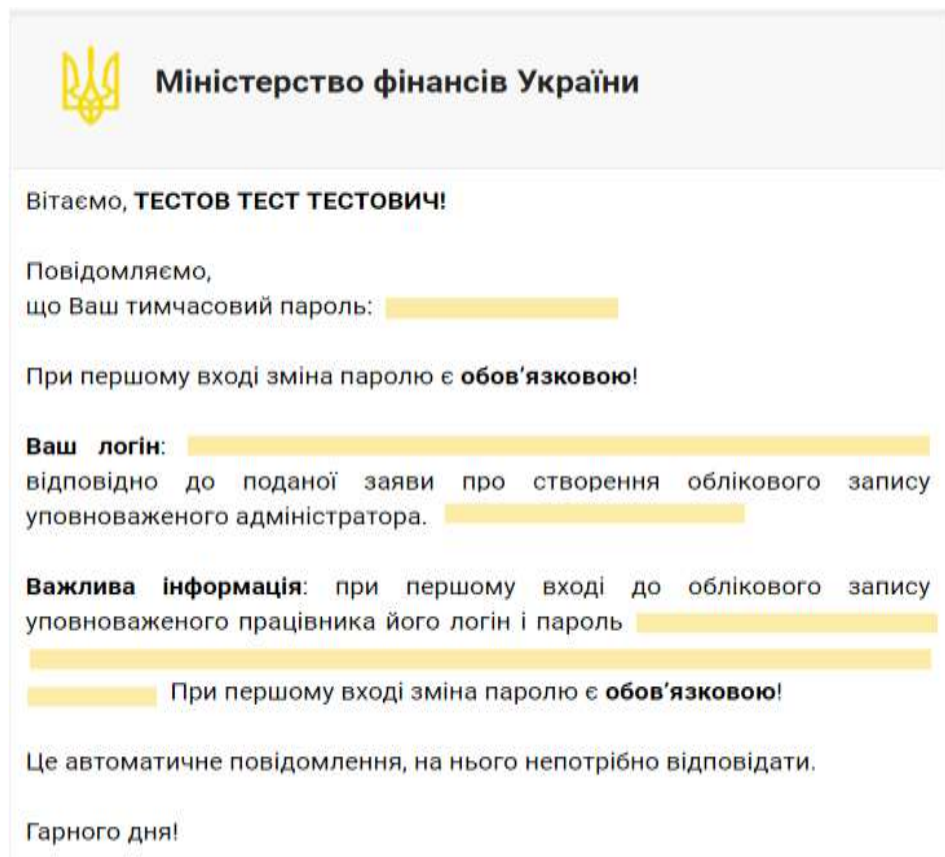 Міністерство фінансів України
Вітаємо, ТЕСТОВ ТЕСТ ТЕСТОВИЧ!
Повідомляємо,
що Ваш тимчасовий пароль:
При першому вході зміна паролю є обов’язковою!
Ваш логін:
відповідно до поданої заяви про створення облікового запису
уповноваженого адміністратора.
Важлива інформація: при першому вході до облікового запису
уповноваженого працівника його логін і пароль
При першому вході зміна паролю є обов’язковою!
Це автоматичне повідомлення, на нього непотрібно відповідати.
Гарного дня!